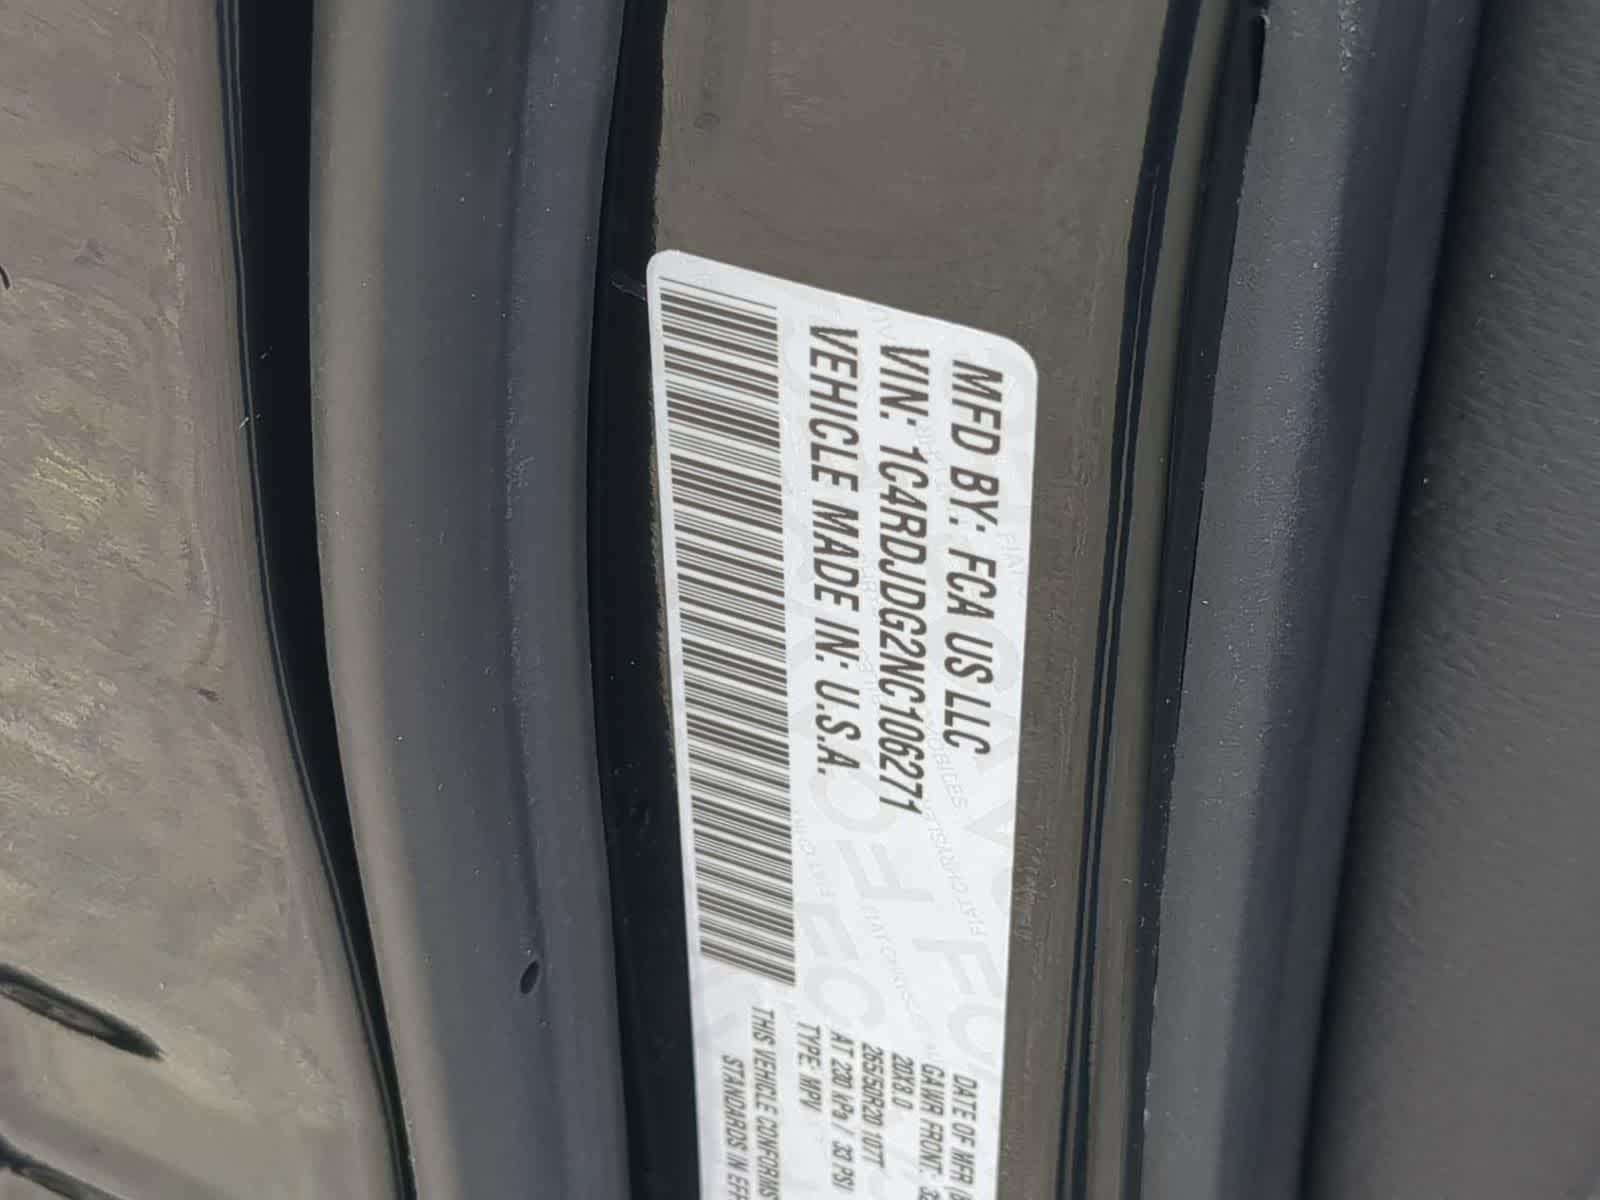 MFD BY: FCA US LLC
VIN: 1C4RDJDG2NC106271
VEHICLE MADE IN: U.S.A.
DATE OF MFR
GAWR FRONT:
20X8.0
265/50R20 107T
AT 230 kPa / 33 PSI
TYPE: MPV
THIS VEHICLE CONFORMS
STANDARDS IN